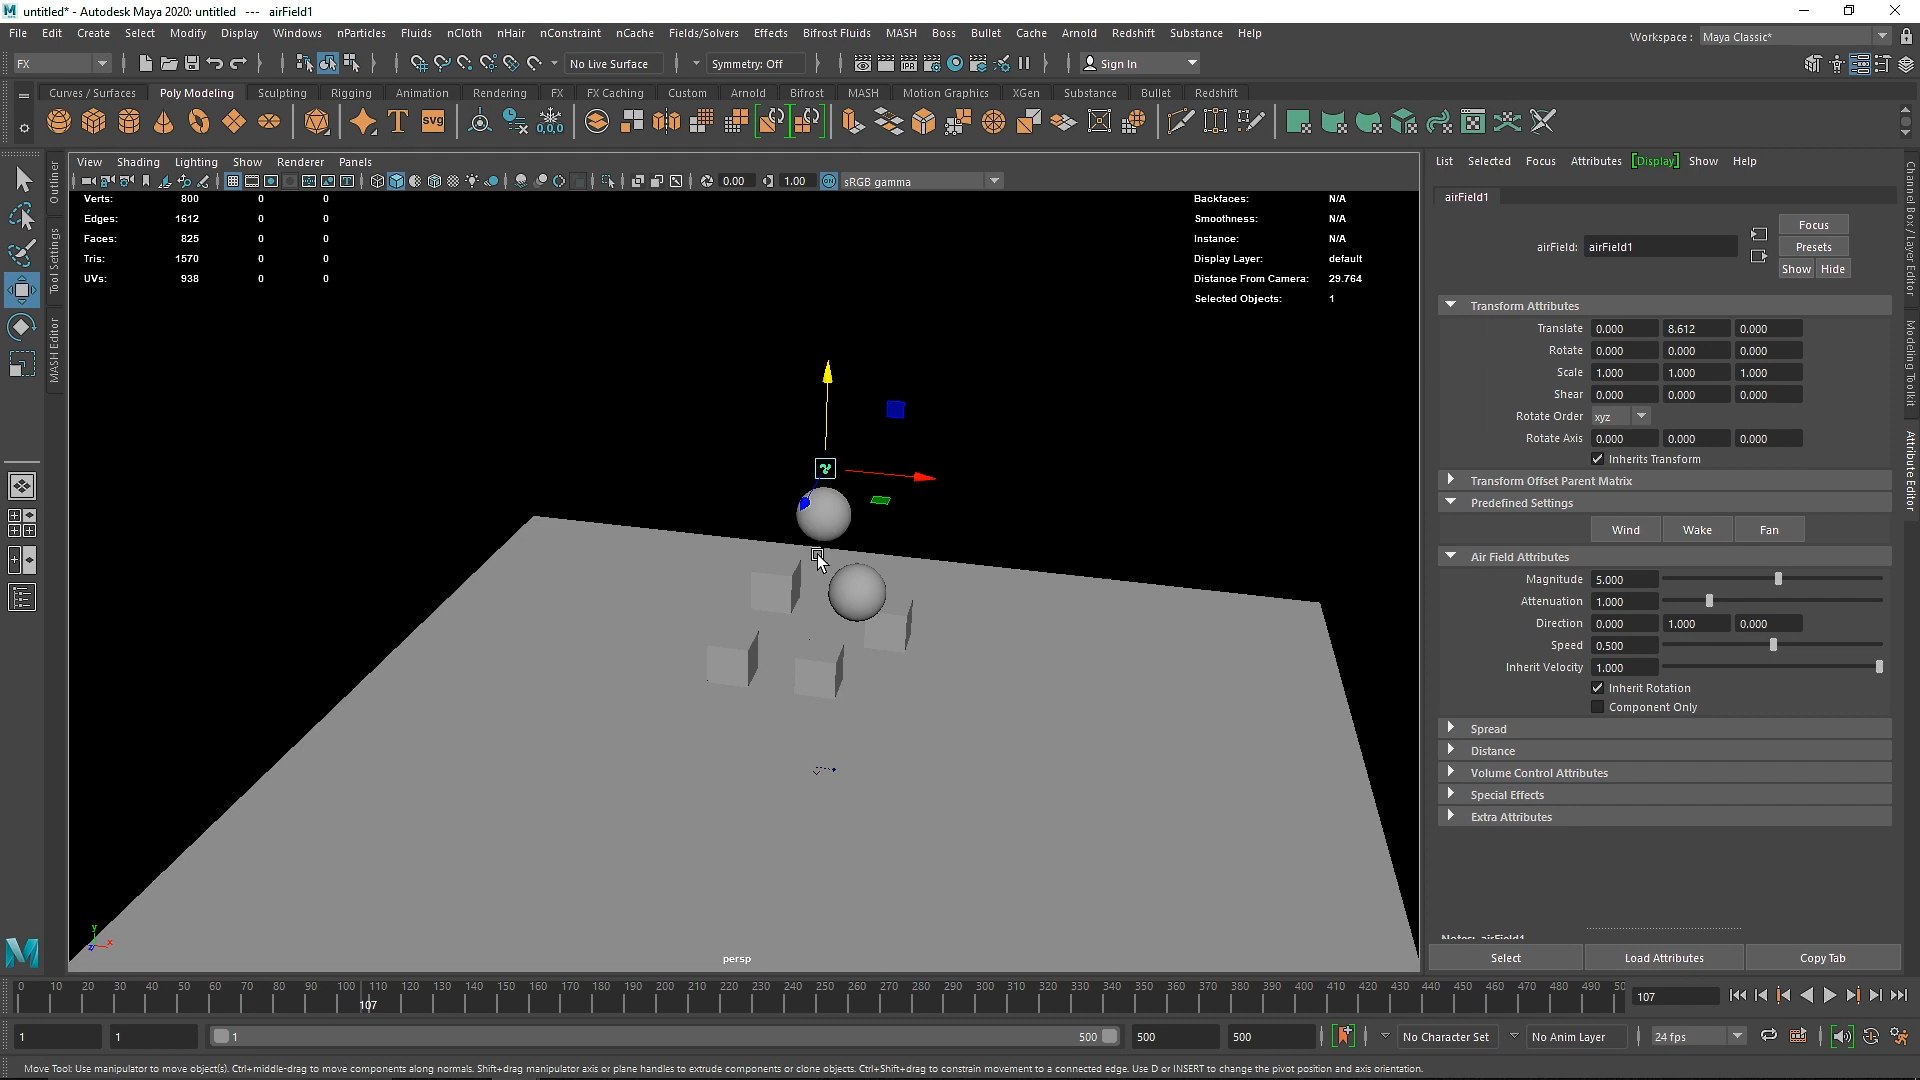 untitled* - Autodesk Maya 2020: untitled --- airField1
File Edit Create Select Modify Display Windows nParticles Fluids nCloth nHair nConstraint nCache Fields/Solvers Effects Bifrost Fluids MASH Boss Bullet Cache Arnold Redshift Substance Help Workspace : Maya Classic*
FX No Live Surface Symmetry: Off Sign In
Curves / Surfaces Poly Modeling Sculpting Rigging Animation Rendering FX FX Caching Custom Arnold Bifrost MASH Motion Graphics XGen Substance Bullet Redshift
View Shading Lighting Show Renderer Panels
0.00 1.00 sRGB gamma
Verts: 800 0 0
Edges: 1612 0 0
Faces: 825 0 0
Tris: 1570 0 0
UVs: 938 0 0
Backfaces: N/A
Smoothness: N/A
Instance: N/A
Display Layer: default
Distance From Camera: 29.764
Selected Objects: 1
persp
Outliner
Tool Settings
MASH Editor
List Selected Focus Attributes Display Show Help
airField1
airField: airField1
Focus
Presets
Show Hide
Transform Attributes
Translate 0.000 8.612 0.000
Rotate 0.000 0.000 0.000
Scale 1.000 1.000 1.000
Shear 0.000 0.000 0.000
Rotate Order xyz
Rotate Axis 0.000 0.000 0.000
Inherits Transform
Transform Offset Parent Matrix
Predefined Settings
Wind Wake Fan
Air Field Attributes
Magnitude 5.000
Attenuation 1.000
Direction 0.000 1.000 0.000
Speed 0.500
Inherit Velocity 1.000
Inherit Rotation
Component Only
Spread
Distance
Volume Control Attributes
Special Effects
Extra Attributes
Notes: airField1
Select Load Attributes Copy Tab
Channel Box / Layer Editor
Modeling Toolkit
Attribute Editor
0 10 20 30 40 50 60 70 80 90 100 110 120 130 140 150 160 170 180 190 200 210 220 230 240 250 260 270 280 290 300 310 320 330 340 350 360 370 380 390 400 410 420 430 440 450 460 470 480 490 50
107 107
1 1 1 500 500 500 No Character Set No Anim Layer 24 fps
Move Tool: Use manipulator to move object(s). Ctrl+middle-drag to move components along normals. Shift+drag manipulator axis or plane handles to extrude components or clone objects. Ctrl+Shift+drag to constrain movement to a connected edge. Use D or INSERT to change the pivot position and axis orientation.